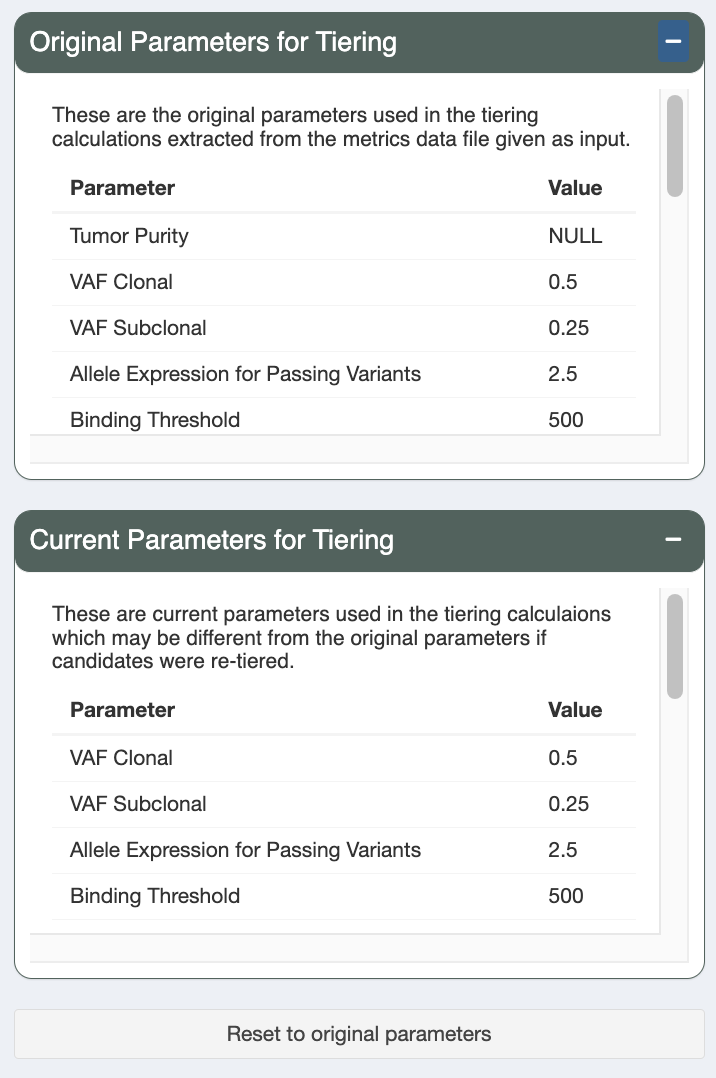 Original Parameters for Tiering
These are the original parameters used in the tiering
calculations extracted from the metrics data file given as input.
Parameter Value
Tumor Purity NULL
VAF Clonal 0.5
VAF Subclonal 0.25
Allele Expression for Passing Variants 2.5
Binding Threshold 500
Current Parameters for Tiering
These are current parameters used in the tiering calculaions
which may be different from the original parameters if
candidates were re-tiered.
Parameter Value
VAF Clonal 0.5
VAF Subclonal 0.25
Allele Expression for Passing Variants 2.5
Binding Threshold 500
Reset to original parameters